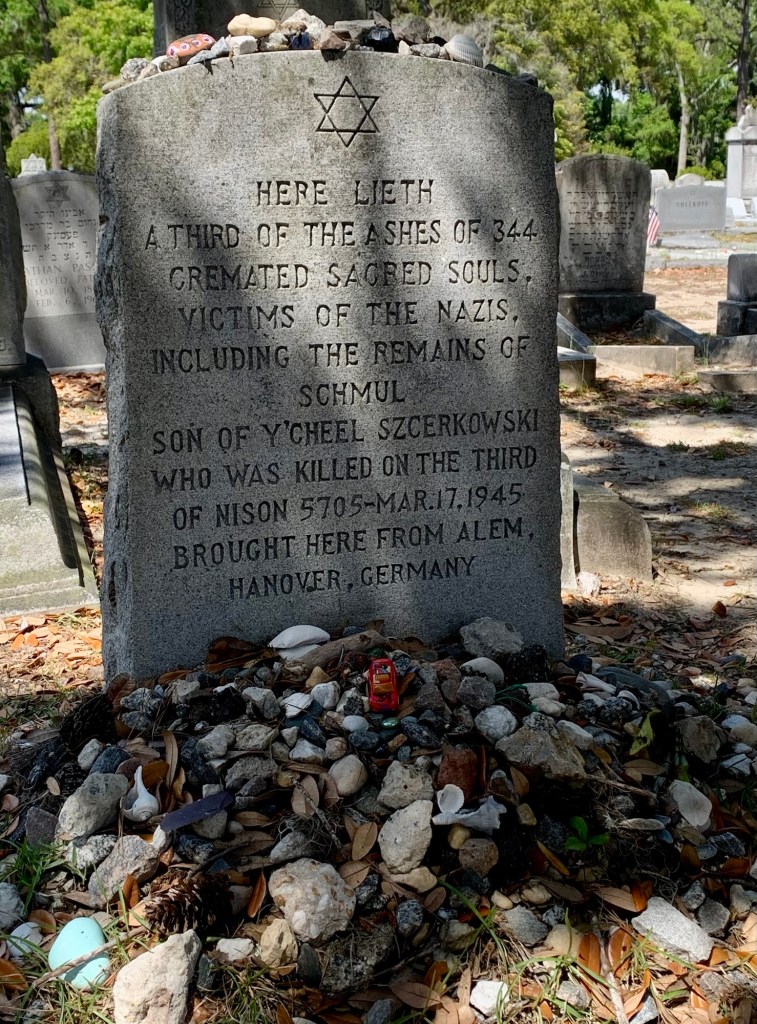 HERE LIETH
A THIRD OF THE ASHES OF 344
CREMATED SACRED SOULS,
VICTIMS OF THE NAZIS,
INCLUDING THE REMAINS OF
SCHMUL
SON OF Y'CHEEL SZCERKOWSKI
WHO WAS KILLED ON THE THIRD
OF NISON 5705-MAR.17,1945
BROUGHT HERE FROM ALEM,
HANOVER, GERMANY